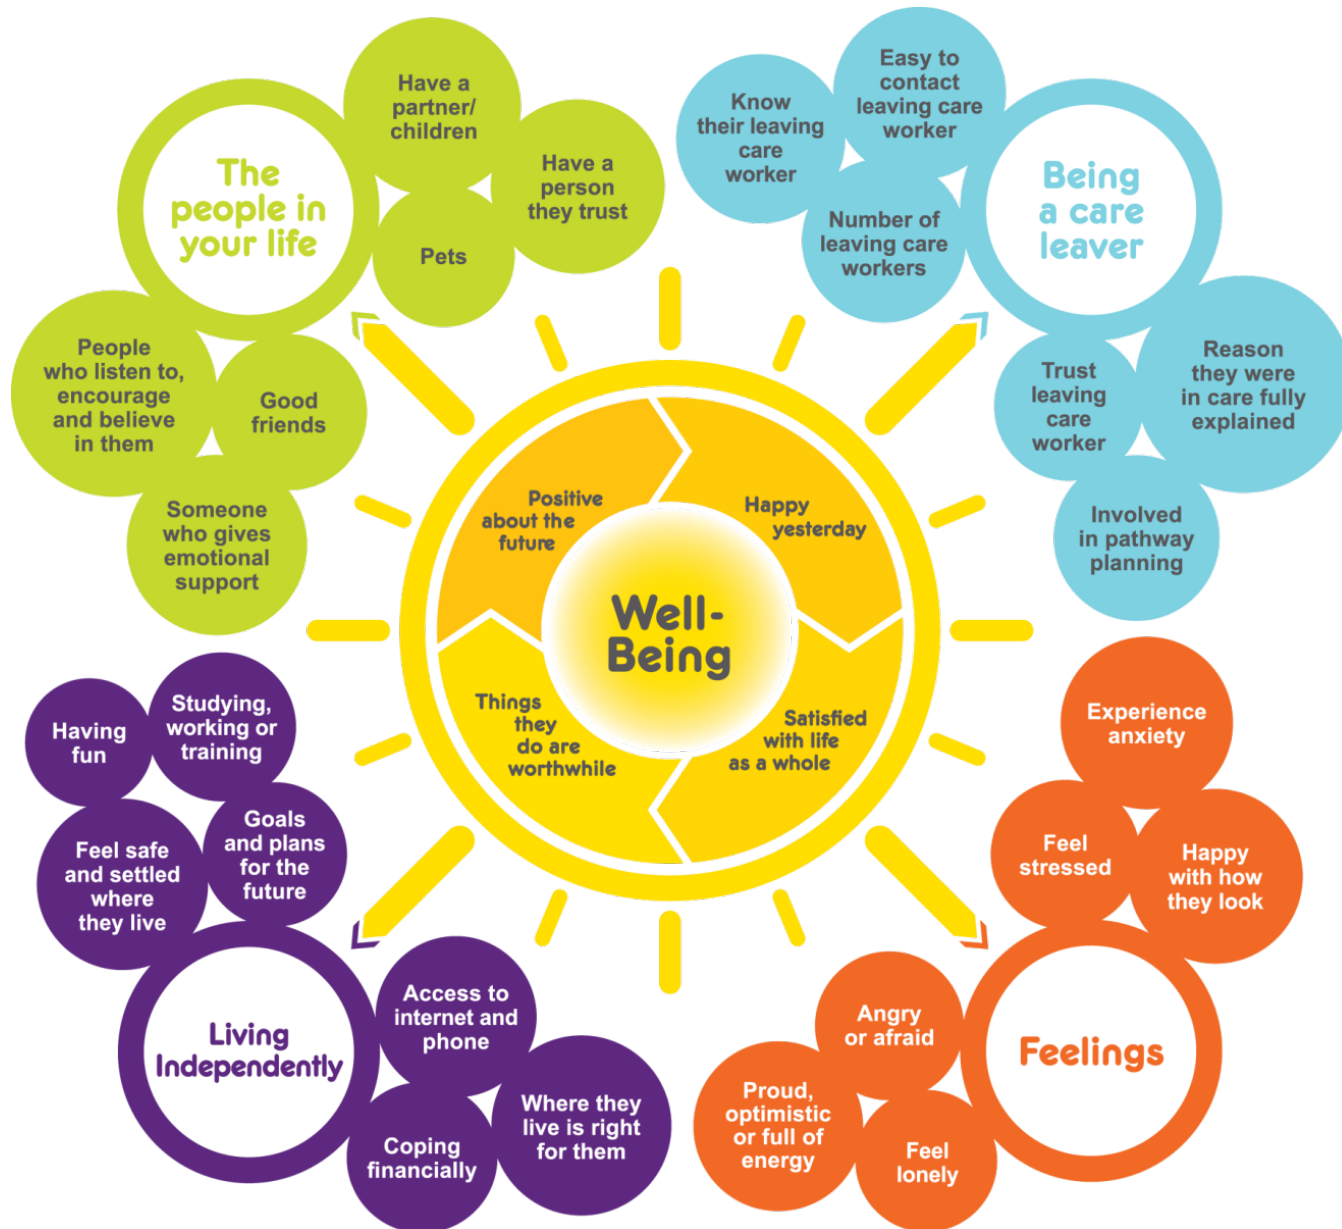 The
people in
your life
Have a
partner/
children
Have a
person
they trust
Pets
People
who listen to,
encourage
and believe
in them
Good
friends
Someone
who gives
emotional
support
Know
their leaving
care
worker
Easy to
contact
leaving care
worker
Number of
leaving care
workers
Being
a care
leaver
Trust
leaving
care
worker
Reason
they were
in care fully
explained
Involved
in pathway
planning
Positive
about the
future
Happy
yesterday
Well-
Being
Things
they
do are
worthwhile
Satisfied
with life
as a whole
Having
fun
Studying,
working or
training
Feel safe
and settled
where
they live
Goals
and plans
for the
future
Living
Independently
Access to
internet and
phone
Coping
financially
Where they
live is right
for them
Experience
anxiety
Feel
stressed
Happy
with how
they look
Feelings
Angry
or afraid
Proud,
optimistic
or full of
energy
Feel
lonely